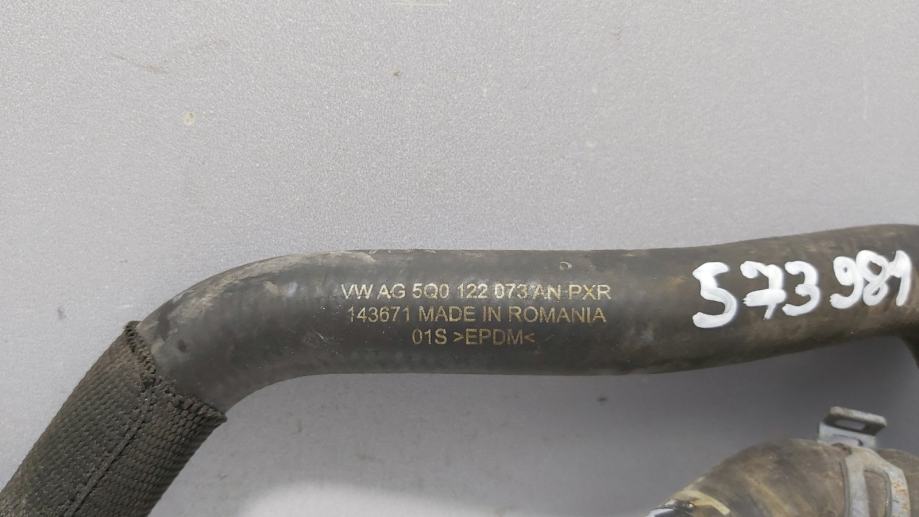 VW AG 5Q0 122 073 AN PXR
143671 MADE IN ROMANIA
01S >EPDM<
573981